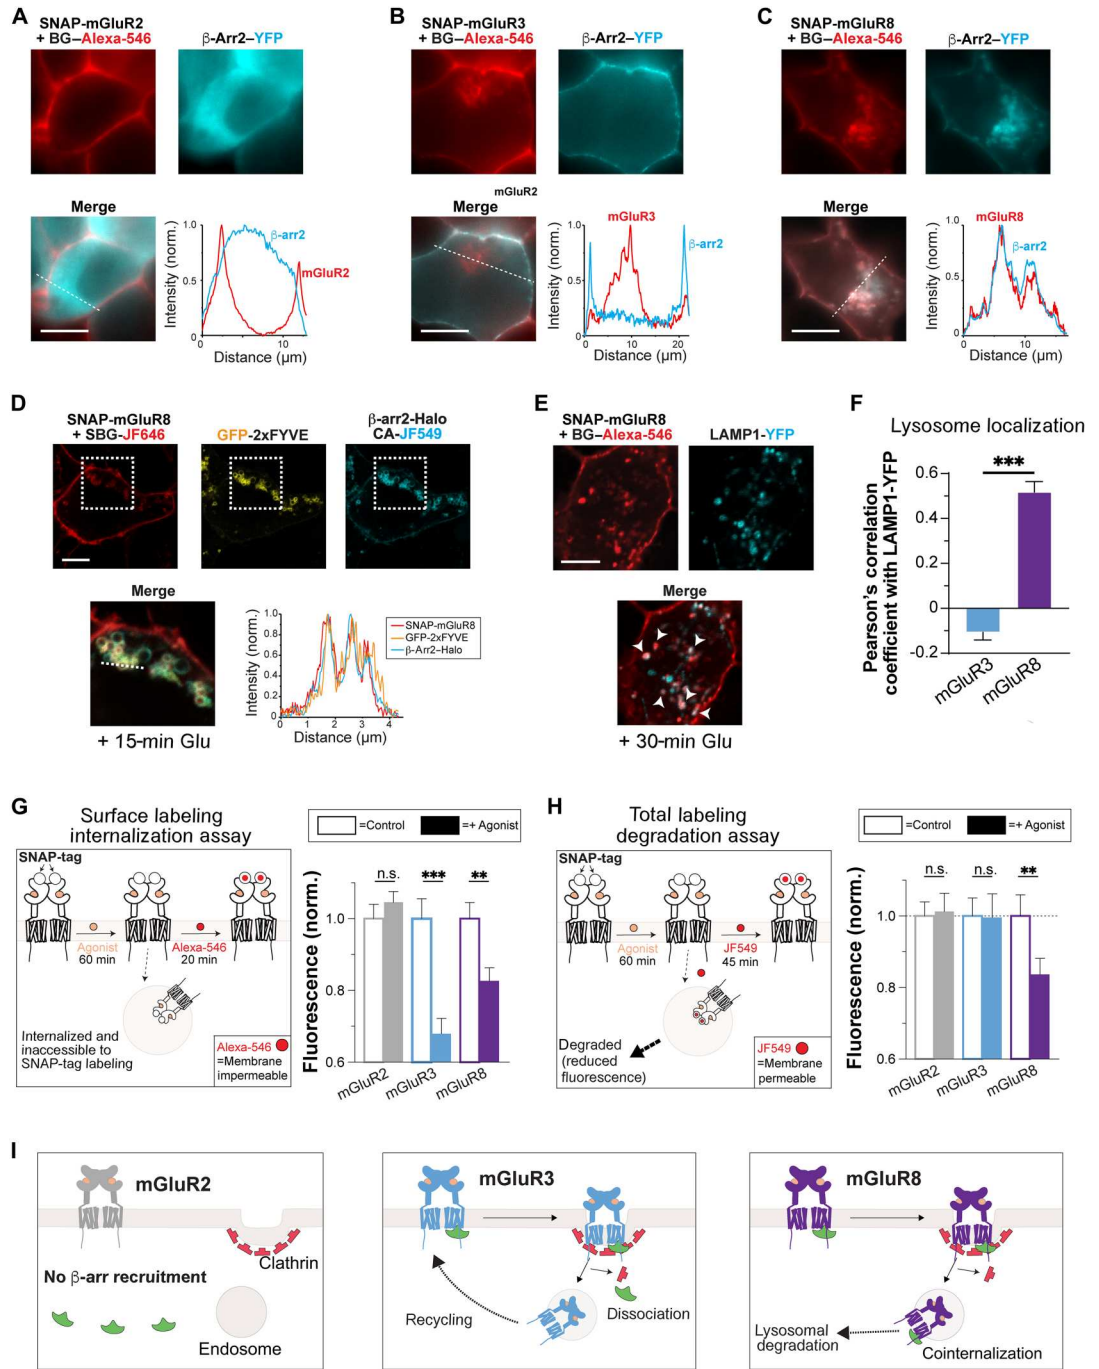 A
SNAP-mGluR2
+ BG–Alexa-546
β-Arr2–YFP
Merge
Intensity (norm.)
1.0
0.5
0
β-arr2
mGluR2
0
10
Distance (µm)
B
SNAP-mGluR3
+ BG–Alexa-546
β-Arr2–YFP
mGluR2
Merge
Intensity (norm.)
1.0
0.5
0
mGluR3
β-arr2
0
10
20
Distance (µm)
C
SNAP-mGluR8
+ BG–Alexa-546
β-Arr2–YFP
Merge
Intensity (norm.)
1.0
0.5
0
mGluR8
β-arr2
0
10
Distance (µm)
D
SNAP-mGluR8
+ SBG-JF646
GFP-2xFYVE
β-arr2-Halo
CA-JF549
Merge
+ 15-min Glu
Intensity (norm.)
1.0
0.8
0.6
0.4
0.2
0
SNAP-mGluR8
GFP-2xFYVE
β-Arr2–Halo
0
1
2
3
4
Distance (µm)
E
SNAP-mGluR8
+ BG–Alexa-546
LAMP1-YFP
Merge
+ 30-min Glu
F
Lysosome localization
Pearson's correlation
coefficient with LAMP1-YFP
0.6
0.4
0.2
0
-0.2
***
mGluR3
mGluR8
G
Surface labeling
internalization assay
SNAP-tag
Agonist
60 min
Alexa-546
20 min
Internalized and
inaccessible to
SNAP-tag labeling
Alexa-546
=Membrane
impermeable
=Control
=+ Agonist
Fluorescence (norm.)
1.0
0.8
0.6
n.s.
***
**
mGluR2
mGluR3
mGluR8
H
Total labeling
degradation assay
SNAP-tag
Agonist
60 min
JF549
45 min
Degraded
(reduced
fluorescence)
JF549
=Membrane
permeable
=Control
=+ Agonist
Fluorescence (norm.)
1.0
0.8
0.6
n.s.
n.s.
**
mGluR2
mGluR3
mGluR8
I
mGluR2
Clathrin
No β-arr recruitment
Endosome
mGluR3
Recycling
Dissociation
mGluR8
Lysosomal
degradation
Cointernalization